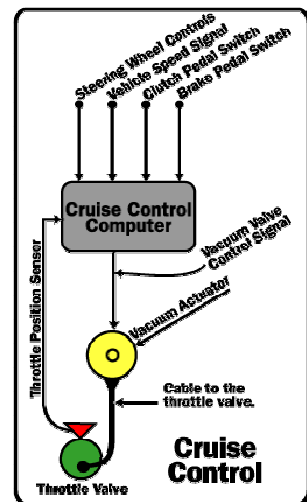 Steering Wheel Controls
Vehicle Speed Signal
Clutch Pedal Switch
Brake Pedal Switch
Cruise Control
Computer
Vacuum Valve
Control Signal
Throttle Position Sensor
Vacuum Actuator
Cable to the
throttle valve.
Throttle Valve
Cruise
Control